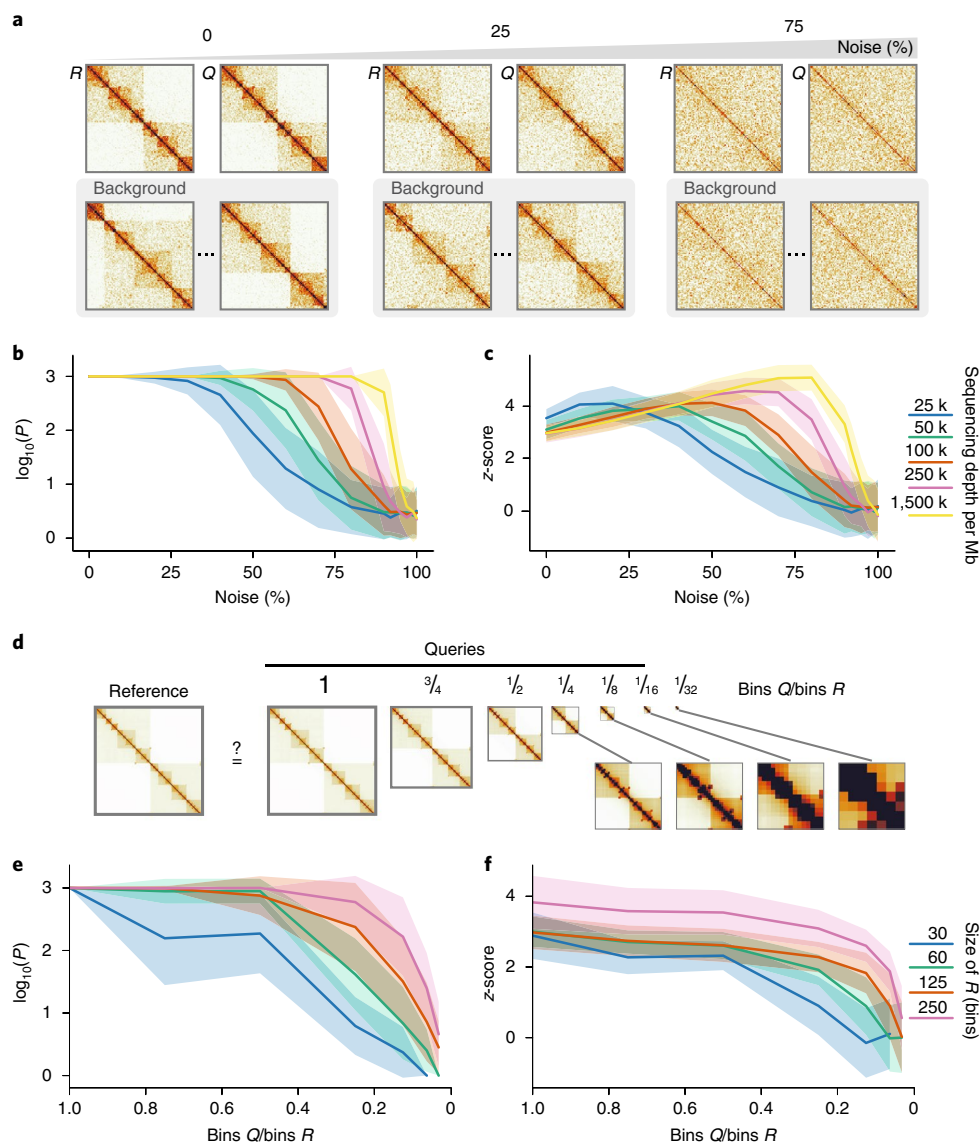 a
0 25 75
Noise (%)
R Q R Q R Q
Background Background Background
... ... ...
b
log10(P)
3
2
1
0
0 25 50 75 100
Noise (%)
c
z-score
4
2
0
0 25 50 75 100
Noise (%)
Sequencing depth per Mb
25 k
50 k
100 k
250 k
1,500 k
d
Queries
Reference 1 3/4 1/2 1/4 1/8 1/16 1/32 Bins Q/bins R
?
=
e
log10(P)
3
2
1
0
1.0 0.8 0.6 0.4 0.2 0
Bins Q/bins R
f
z-score
4
2
0
1.0 0.8 0.6 0.4 0.2 0
Bins Q/bins R
Size of R (bins)
30
60
125
250